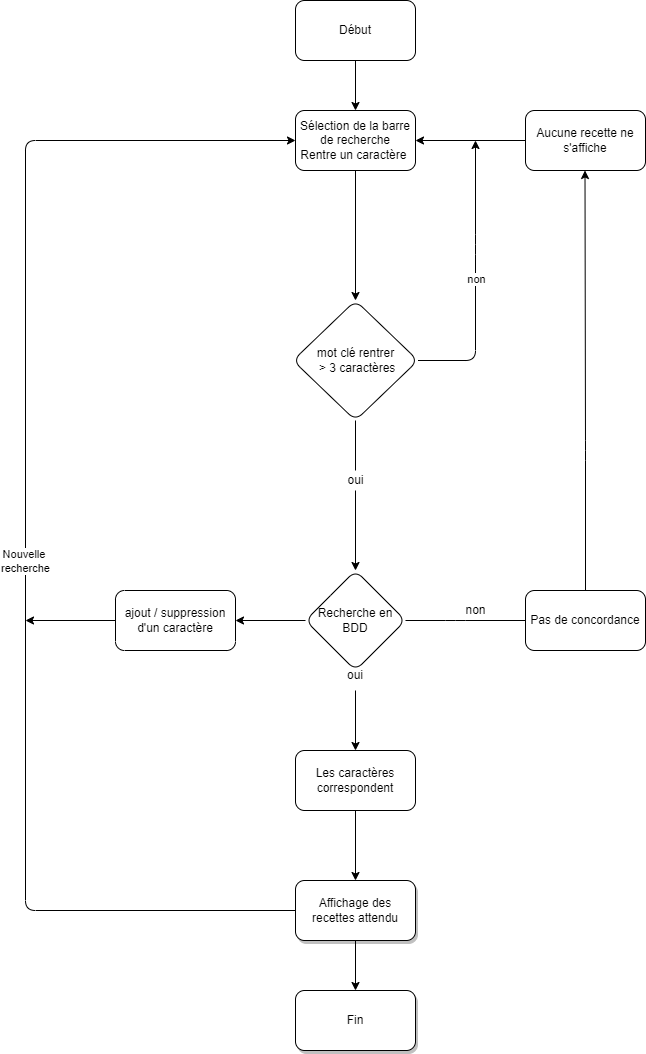 Début
Sélection de la barre
de recherche
Rentre un caractère
Aucune recette ne
s'affiche
non
mot clé rentrer
> 3 caractères
oui
Nouvelle
recherche
ajout / suppression
d'un caractère
Recherche en
BDD
non
Pas de concordance
oui
Les caractères
correspondent
Affichage des
recettes attendu
Fin